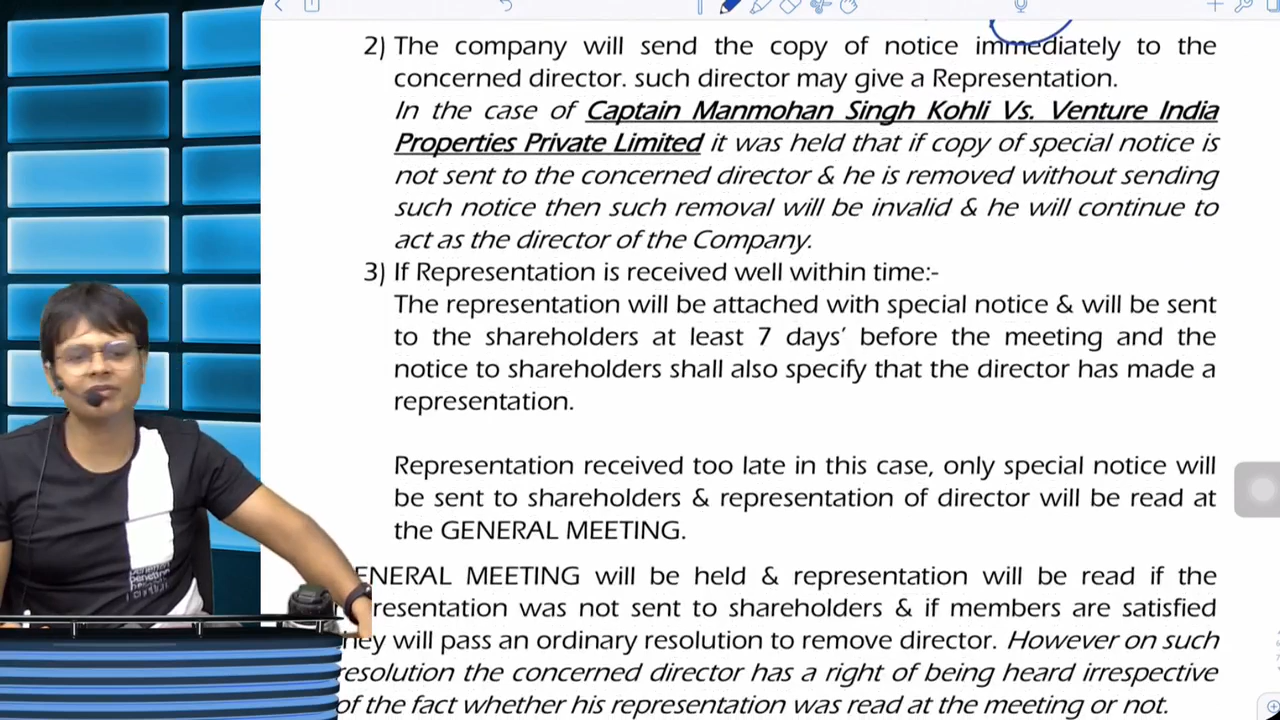 2) The company will send the copy of notice immediately to the
concerned director. such director may give a Representation.
In the case of Captain Manmohan Singh Kohli Vs. Venture India
Properties Private Limited it was held that if copy of special notice is
not sent to the concerned director & he is removed without sending
such notice then such removal will be invalid & he will continue to
act as the director of the Company.
3) If Representation is received well within time:-
The representation will be attached with special notice & will be sent
to the shareholders at least 7 days' before the meeting and the
notice to shareholders shall also specify that the director has made a
representation.
Representation received too late in this case, only special notice will
be sent to shareholders & representation of director will be read at
the GENERAL MEETING.
ENERAL MEETING will be held & representation will be read if the
resentation was not sent to shareholders & if members are satisfied
hey will pass an ordinary resolution to remove director. However on such
resolution the concerned director has a right of being heard irrespective
of the fact whether his representation was read at the meeting or not.